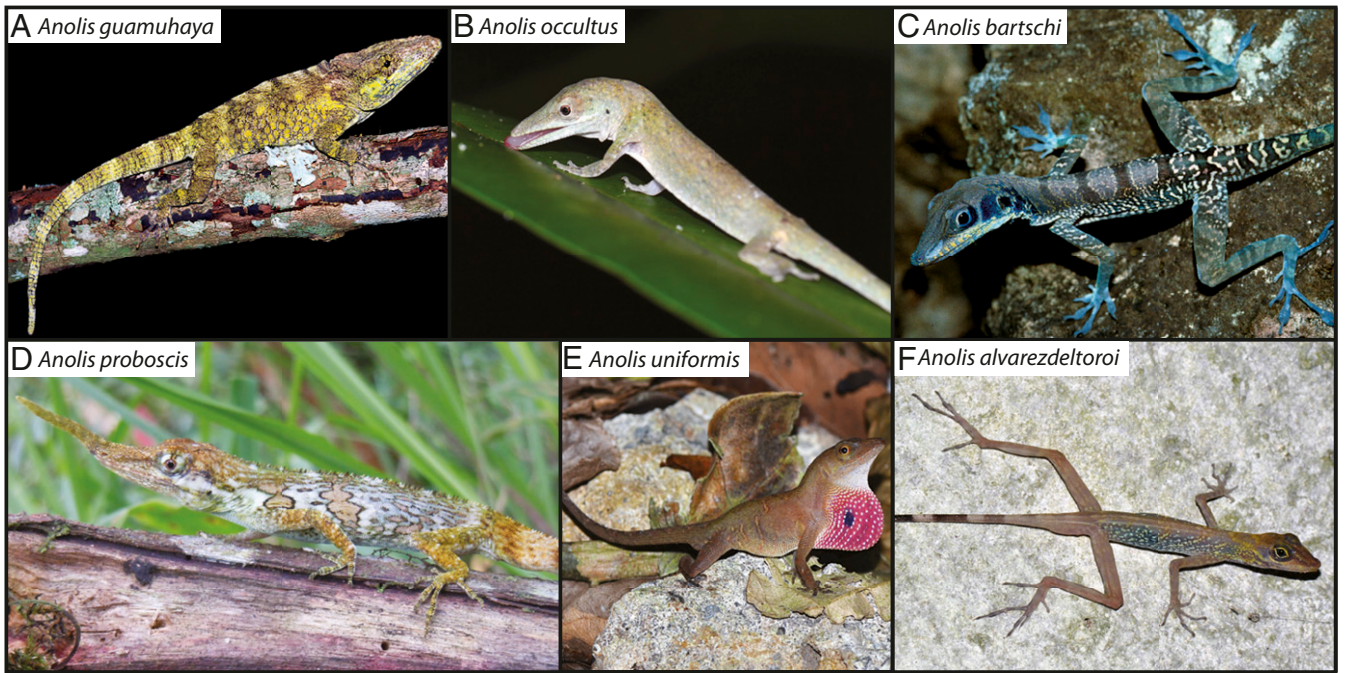 A Anolis guamuhaya
B Anolis occultus
C Anolis bartschi
D Anolis proboscis
E Anolis uniformis
F Anolis alvarezdeltoroi